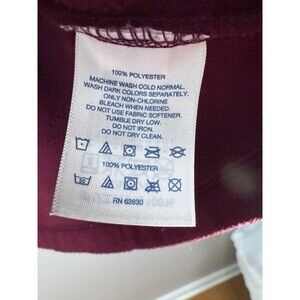 100% POLYESTER
MACHINE WASH COLD NORMAL.
WASH DARK COLORS SEPARATELY.
ONLY NON-CHLORINE
BLEACH WHEN NEEDED.
DO NOT USE FABRIC SOFTENER.
TUMBLE DRY LOW.
DO NOT IRON.
DO NOT DRY CLEAN.
100% POLYESTER
RN 62830